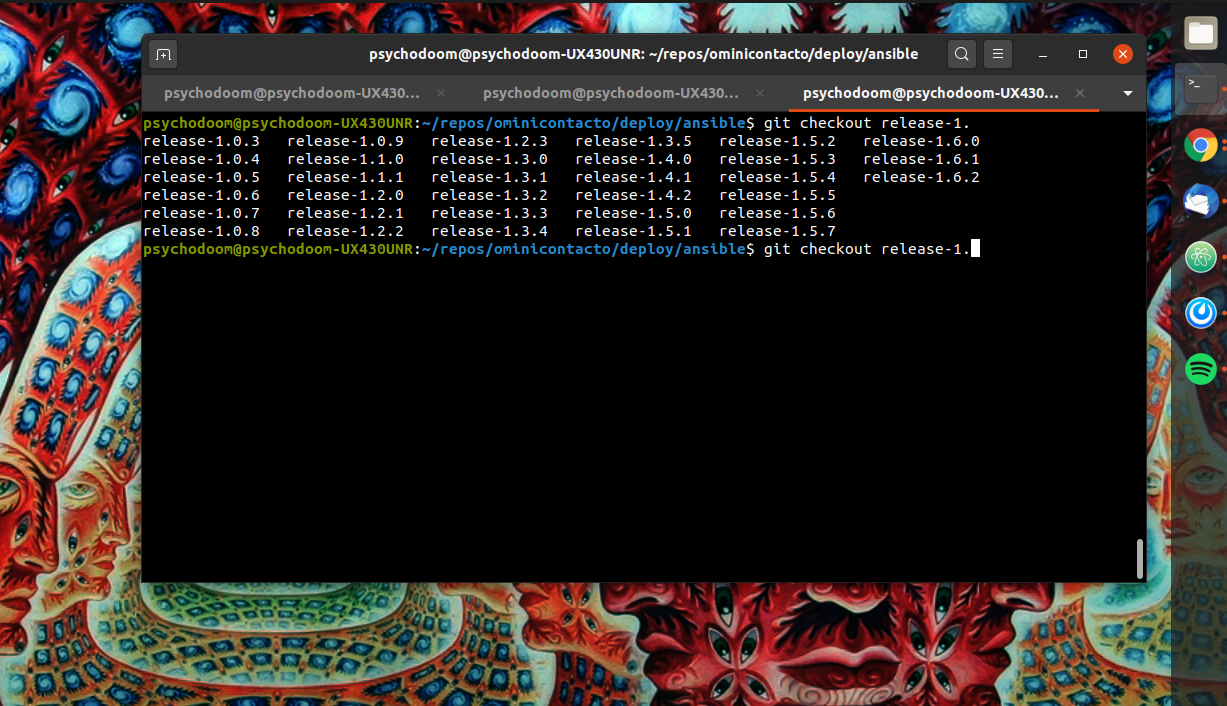 psychodoom@psychodoom-UX430UNR: ~/repos/ominicontacto/deploy/ansible
psychodoom@psychodoom-UX430... psychodoom@psychodoom-UX430... psychodoom@psychodoom-UX430...
psychodoom@psychodoom-UX430UNR:~/repos/ominicontacto/deploy/ansible$ git checkout release-1.
release-1.0.3 release-1.0.9 release-1.2.3 release-1.3.5 release-1.5.2 release-1.6.0
release-1.0.4 release-1.1.0 release-1.3.0 release-1.4.0 release-1.5.3 release-1.6.1
release-1.0.5 release-1.1.1 release-1.3.1 release-1.4.1 release-1.5.4 release-1.6.2
release-1.0.6 release-1.2.0 release-1.3.2 release-1.4.2 release-1.5.5
release-1.0.7 release-1.2.1 release-1.3.3 release-1.5.0 release-1.5.6
release-1.0.8 release-1.2.2 release-1.3.4 release-1.5.1 release-1.5.7
psychodoom@psychodoom-UX430UNR:~/repos/ominicontacto/deploy/ansible$ git checkout release-1.